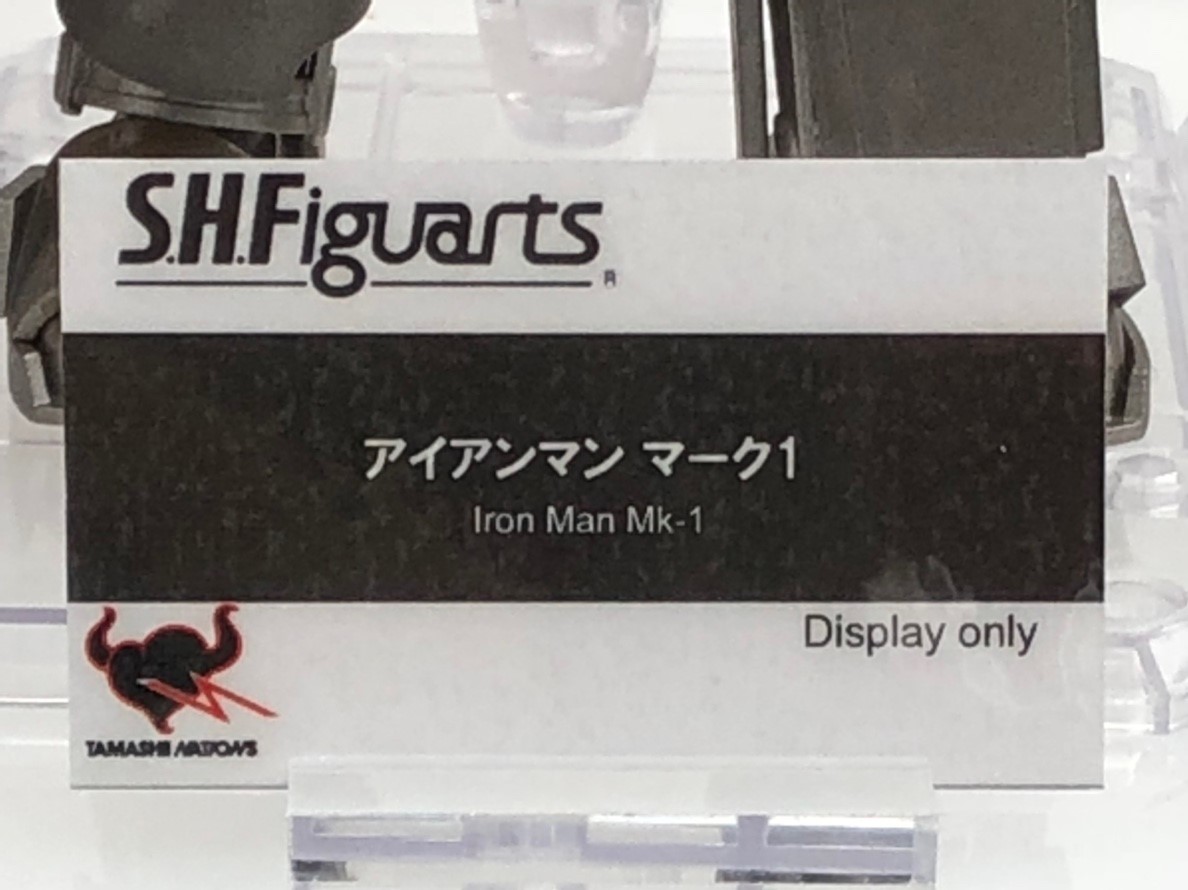 S.H.Figuarts®
アイアンマン マーク1
Iron Man Mk-1
Display only
TAMASHII NATIONS